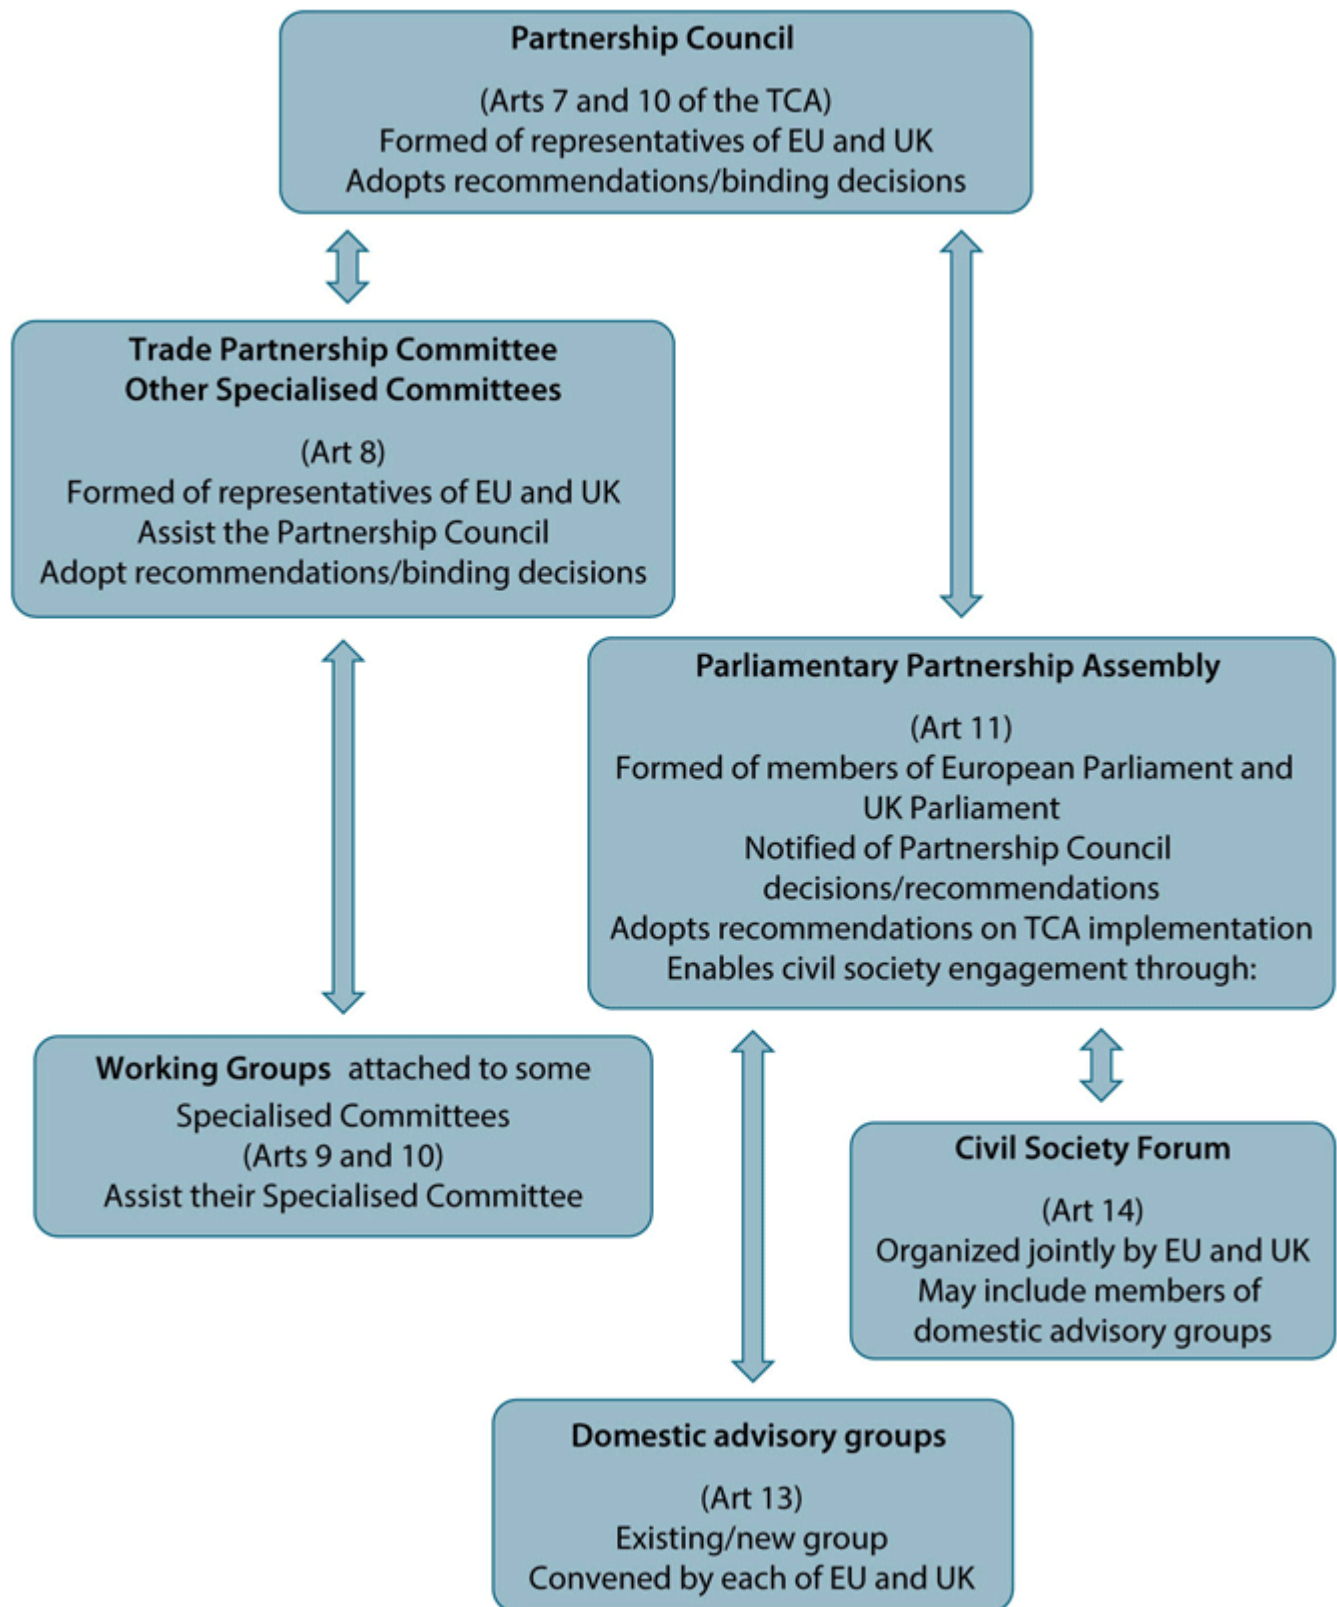 Partnership Council
(Arts 7 and 10 of the TCA)
Formed of representatives of EU and UK
Adopts recommendations/binding decisions
Trade Partnership Committee
Other Specialised Committees
(Art 8)
Formed of representatives of EU and UK
Assist the Partnership Council
Adopt recommendations/binding decisions
Parliamentary Partnership Assembly
(Art 11)
Formed of members of European Parliament and
UK Parliament
Notified of Partnership Council
decisions/recommendations
Adopts recommendations on TCA implementation
Enables civil society engagement through:
Working Groups attached to some
Specialised Committees
(Arts 9 and 10)
Assist their Specialised Committee
Civil Society Forum
(Art 14)
Organized jointly by EU and UK
May include members of
domestic advisory groups
Domestic advisory groups
(Art 13)
Existing/new group
Convened by each of EU and UK